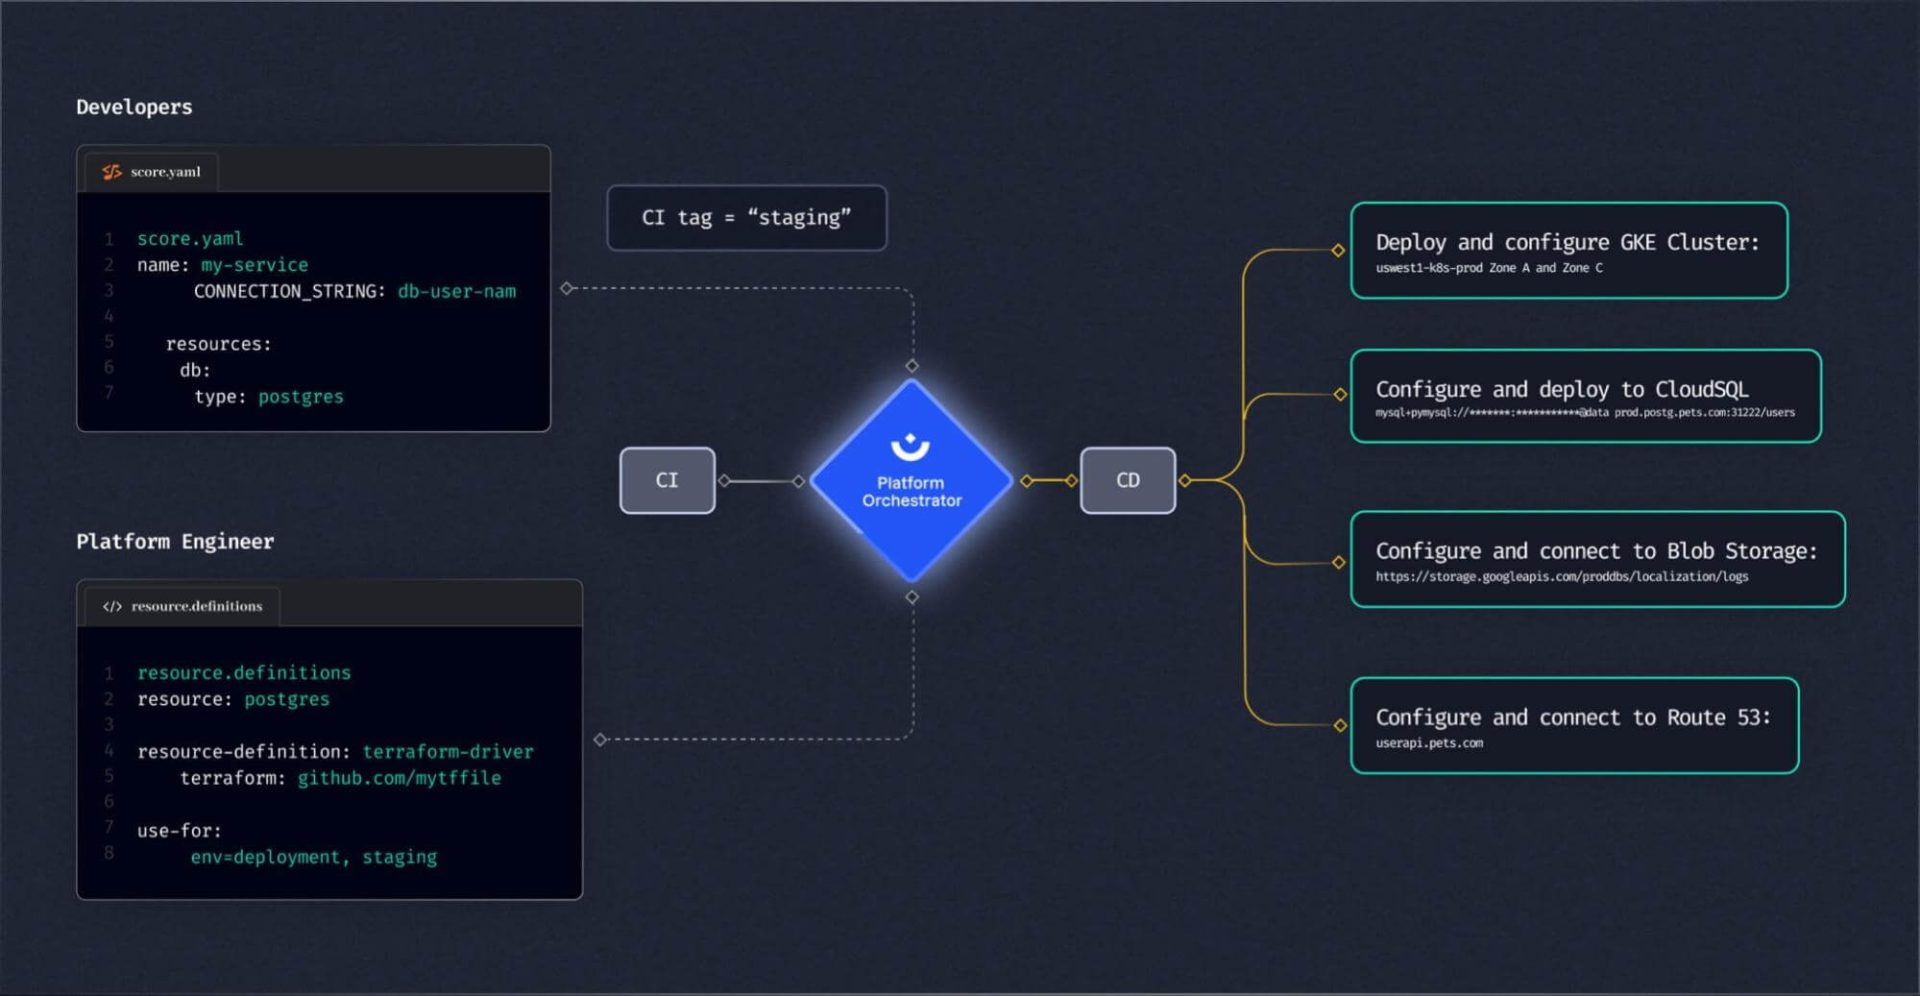 Developers
score.yaml
1 score.yaml
2 name: my-service
3 CONNECTION_STRING: db-user-nam
4
5 resources:
6 db:
7 type: postgres
CI tag = “staging”
CI
Platform
Orchestrator
CD
Deploy and configure GKE Cluster:
uswest1-k8s-prod Zone A and Zone C
Configure and deploy to CloudSQL
mysql+pymysql://*******:***********@data prod.postg.pets.com:31222/users
Configure and connect to Blob Storage:
https://storage.googleapis.com/proddbs/localization/logs
Configure and connect to Route 53:
userapi.pets.com
Platform Engineer
</> resource.definitions
1 resource.definitions
2 resource: postgres
3
4 resource-definition: terraform-driver
5 terraform: github.com/mytffile
6
7 use-for:
8 env=deployment, staging